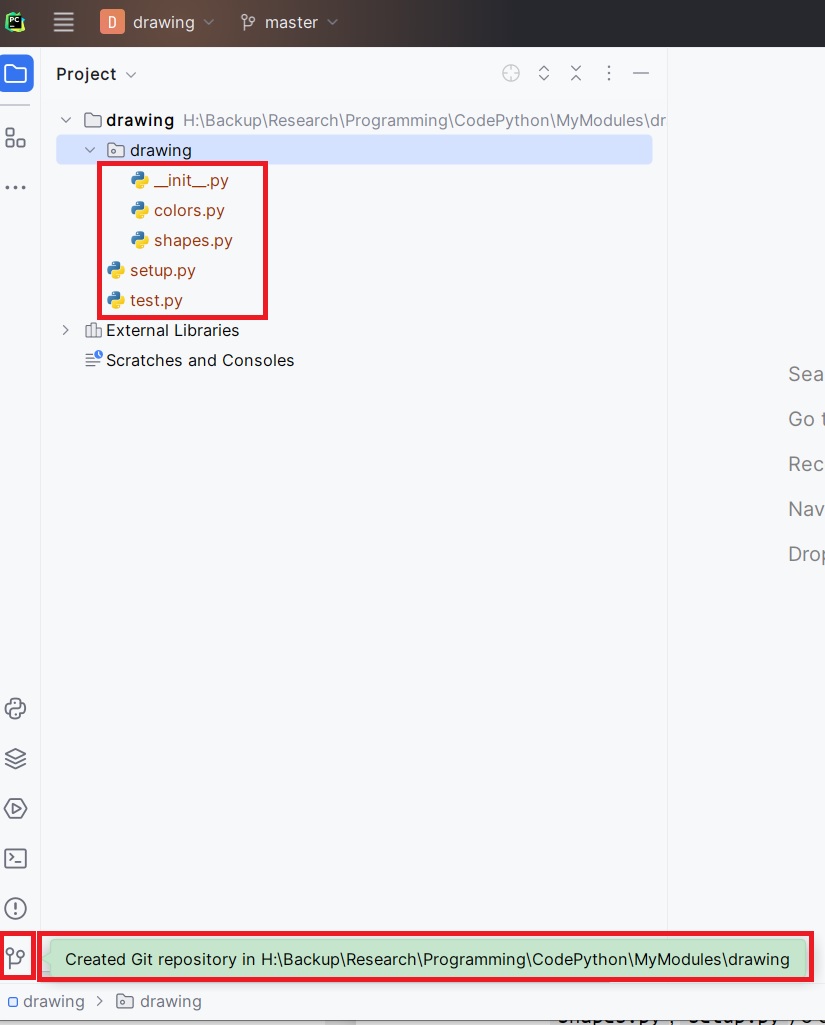 PC
D drawing master
Project
drawing H:\Backup\Research\Programming\CodePython\MyModules\dr
drawing
__init__.py
colors.py
shapes.py
setup.py
test.py
External Libraries
Scratches and Consoles
Sea
Go t
Rec
Nav
Drop
Created Git repository in H:\Backup\Research\Programming\CodePython\MyModules\drawing
drawing > drawing